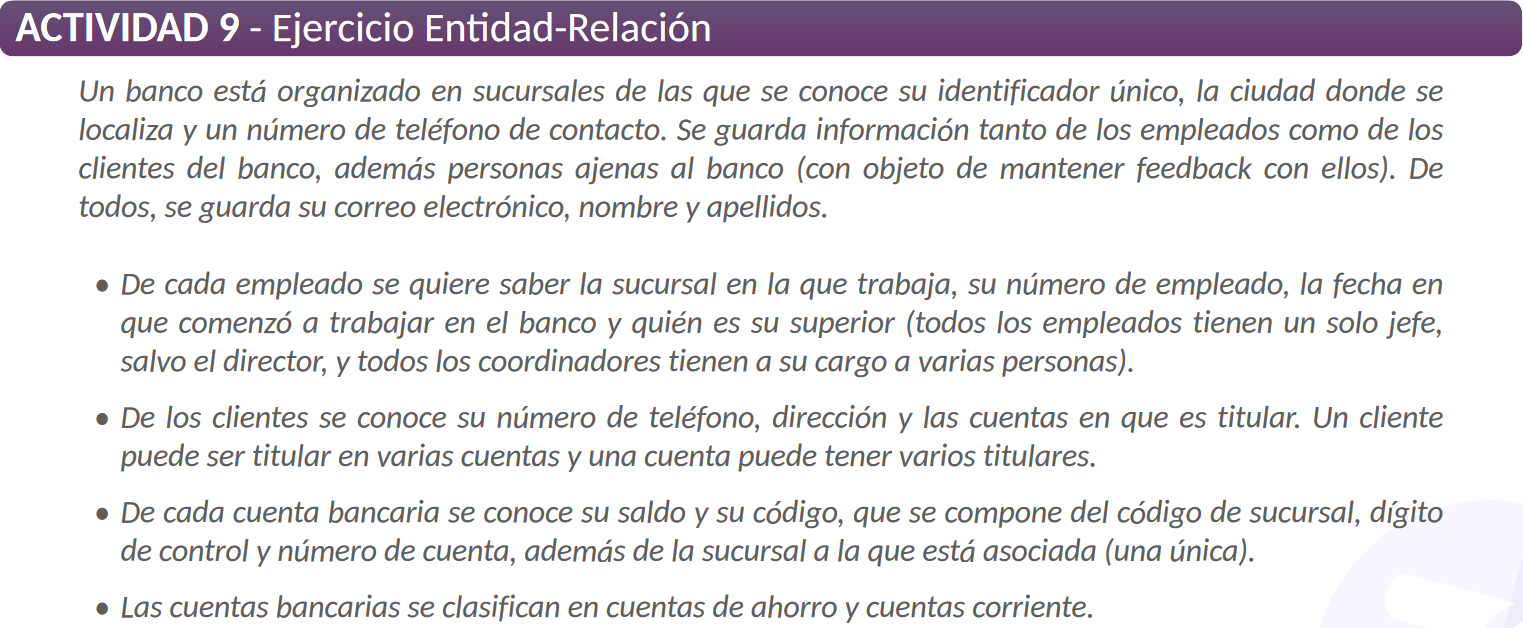 ACTIVIDAD 9 - Ejercicio Entidad-Relación
Un banco está organizado en sucursales de las que se conoce su identificador único, la ciudad donde se
localiza y un número de teléfono de contacto. Se guarda información tanto de los empleados como de los
clientes del banco, además personas ajenas al banco (con objeto de mantener feedback con ellos). De
todos, se guarda su correo electrónico, nombre y apellidos.
• De cada empleado se quiere saber la sucursal en la que trabaja, su número de empleado, la fecha en
que comenzó a trabajar en el banco y quién es su superior (todos los empleados tienen un solo jefe,
salvo el director, y todos los coordinadores tienen a su cargo a varias personas).
• De los clientes se conoce su número de teléfono, dirección y las cuentas en que es titular. Un cliente
puede ser titular en varias cuentas y una cuenta puede tener varios titulares.
• De cada cuenta bancaria se conoce su saldo y su código, que se compone del código de sucursal, dígito
de control y número de cuenta, además de la sucursal a la que está asociada (una única).
• Las cuentas bancarias se clasifican en cuentas de ahorro y cuentas corriente.